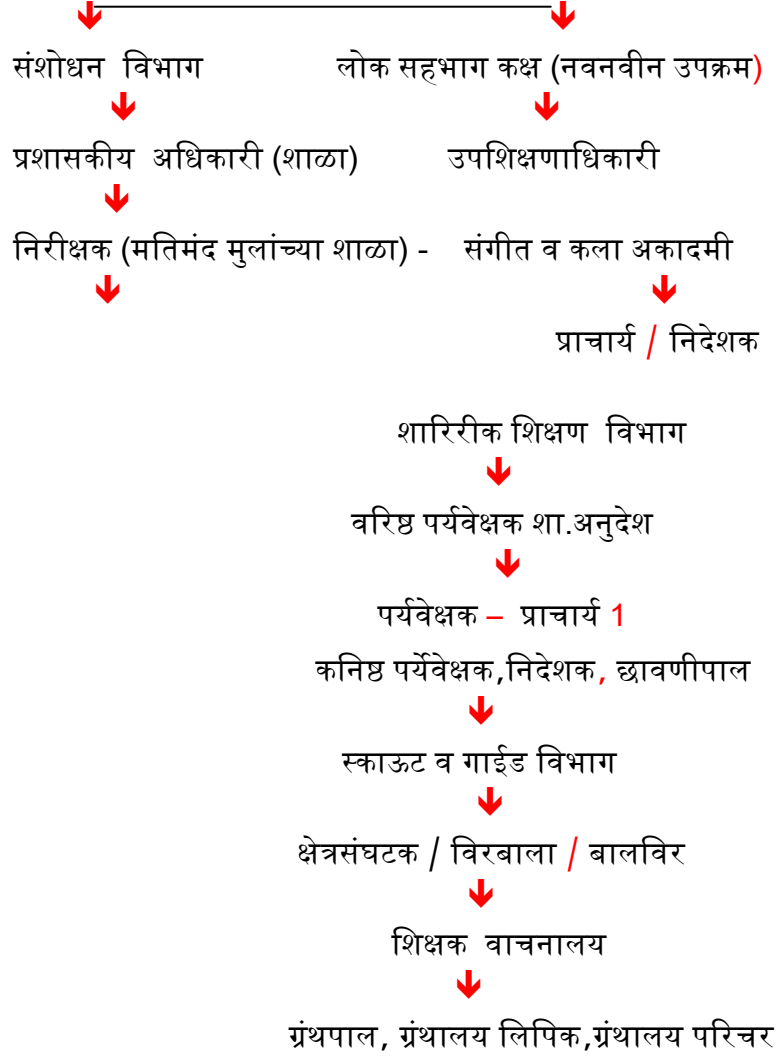 संशोधन विभाग लोक सहभाग कक्ष (नवनवीन उपक्रम)
प्रशासकीय अधिकारी (शाळा) उपशिक्षणाधिकारी
निरीक्षक (मतिमंद मुलांच्या शाळा) - संगीत व कला अकादमी
प्राचार्य / निदेशक
शारिरीक शिक्षण विभाग
वरिष्ठ पर्यवेक्षक शा.अनुदेश
पर्यवेक्षक – प्राचार्य 1
कनिष्ठ पर्येवेक्षक,निदेशक, छावणीपाल
स्काऊट व गाईड विभाग
क्षेत्रसंघटक / विरबाला / बालविर
शिक्षक वाचनालय
ग्रंथपाल, ग्रंथालय लिपिक,ग्रंथालय परिचर